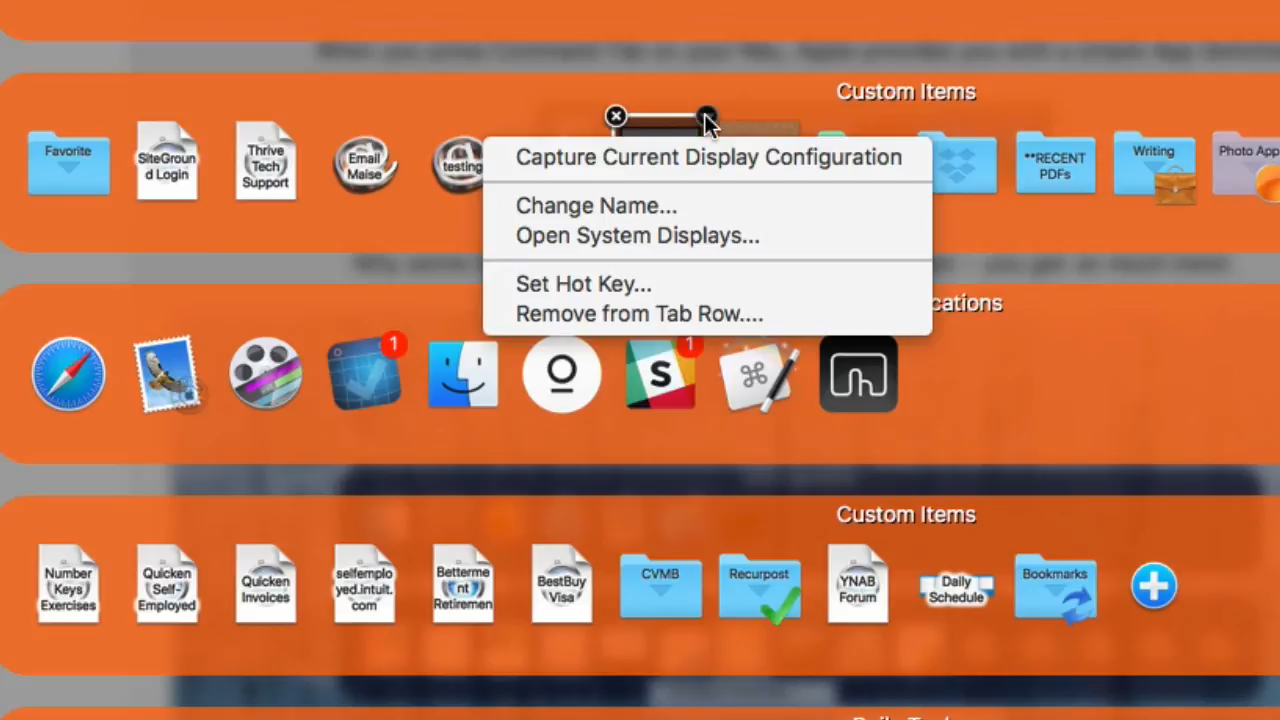 Custom Items
Favorite
SiteGroun
d Login
Thrive
Tech
Support
Email
Maise
testing
Capture Current Display Configuration
Change Name...
Open System Displays...
Set Hot Key...
Remove from Tab Row....
**RECENT
PDFs
Writing
Photo App
cations
1
1
S
Custom Items
Number
Keys
Exercises
Quicken
Self-
Employed
Quicken
Invoices
selfemplo
yed.intuit.
com
Betterme
nt
Retiremen
BestBuy
Visa
CVMB
Recurpost
YNAB
Forum
Daily
Schedule
Bookmarks